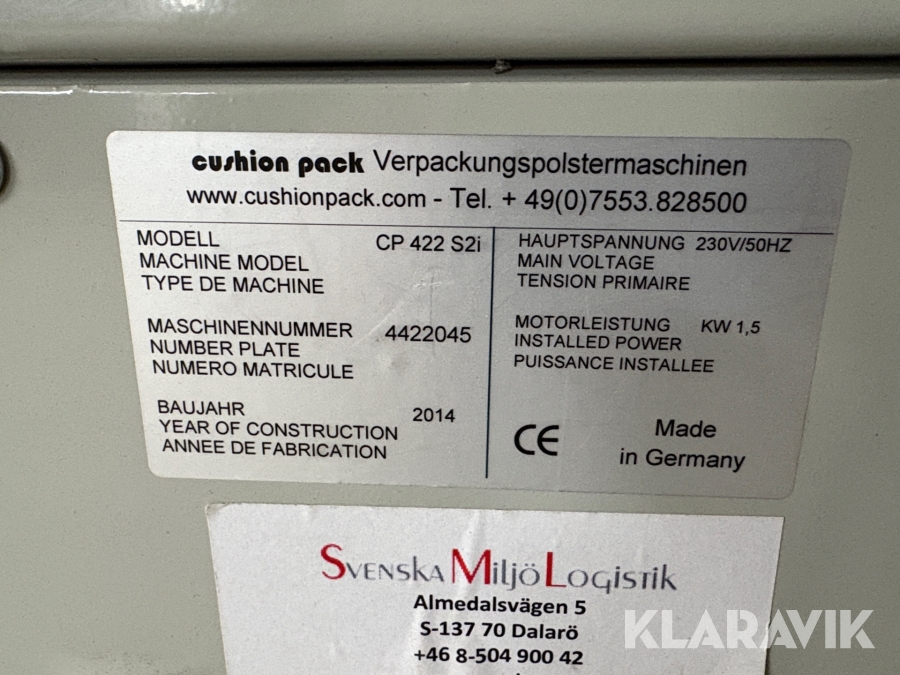 cushion pack Verpackungspolstermaschinen
www.cushionpack.com - Tel. + 49(0)7553.828500
MODELL CP 422 S2i
MACHINE MODEL
TYPE DE MACHINE
MASCHINENNUMMER 4422045
NUMBER PLATE
NUMERO MATRICULE
BAUJAHR 2014
YEAR OF CONSTRUCTION
ANNEE DE FABRICATION
HAUPTSPANNUNG 230V/50HZ
MAIN VOLTAGE
TENSION PRIMAIRE
MOTORLEISTUNG KW 1,5
INSTALLED POWER
PUISSANCE INSTALLEE
CE
Made
in Germany
SVENSKA MILJÖ LOGISTIK
Almedalsvägen 5
S-137 70 Dalarö
+46 8-504 900 42
KLARAVIK